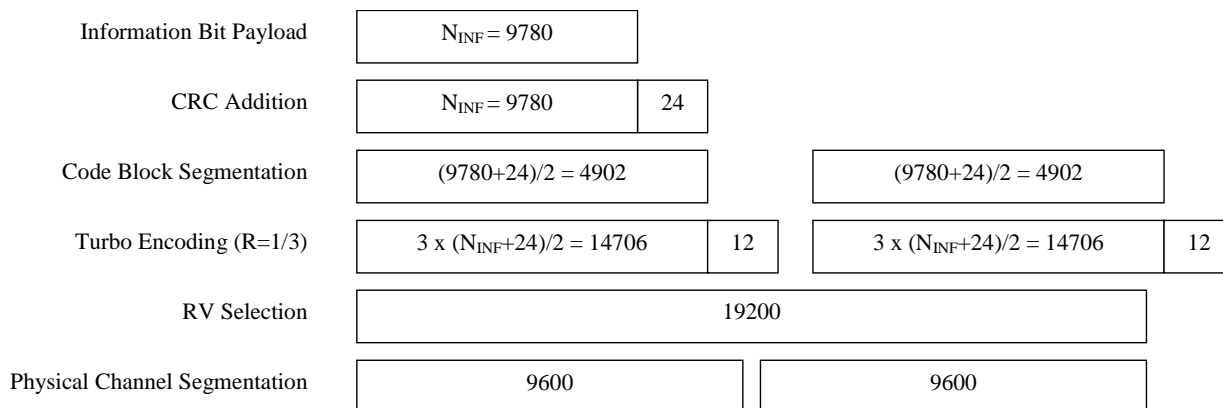 Information Bit Payload N_INF = 9780
CRC Addition N_INF = 9780 24
Code Block Segmentation (9780+24)/2 = 4902 (9780+24)/2 = 4902
Turbo Encoding (R=1/3) 3 x (N_INF+24)/2 = 14706 12 3 x (N_INF+24)/2 = 14706 12
RV Selection 19200
Physical Channel Segmentation 9600 9600